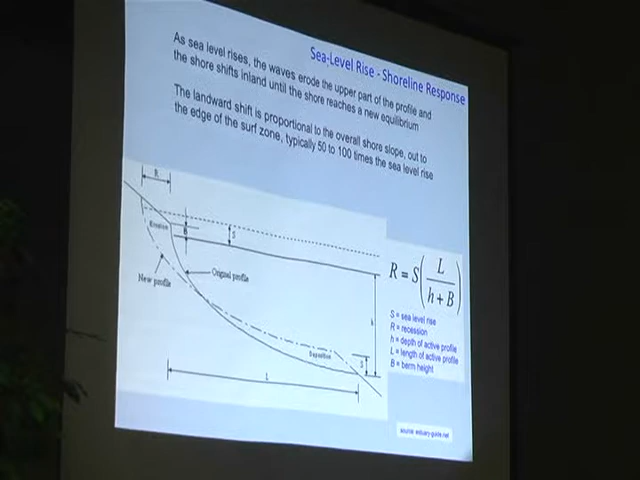 Sea-Level Rise - Shoreline Response
As sea level rises, the waves erode the upper part of the profile and
the shore shifts inland until the shore reaches a new equilibrium
The landward shift is proportional to the overall shore slope, out to
the edge of the surf zone, typically 50 to 100 times the sea level rise
R
Erosion
B
S
Original profile
New profile
h
Deposition
S
L
R = S(L / h + B)
S = sea level rise
R = recession
h = depth of active profile
L = length of active profile
B = berm height
source: estuary-guide.net